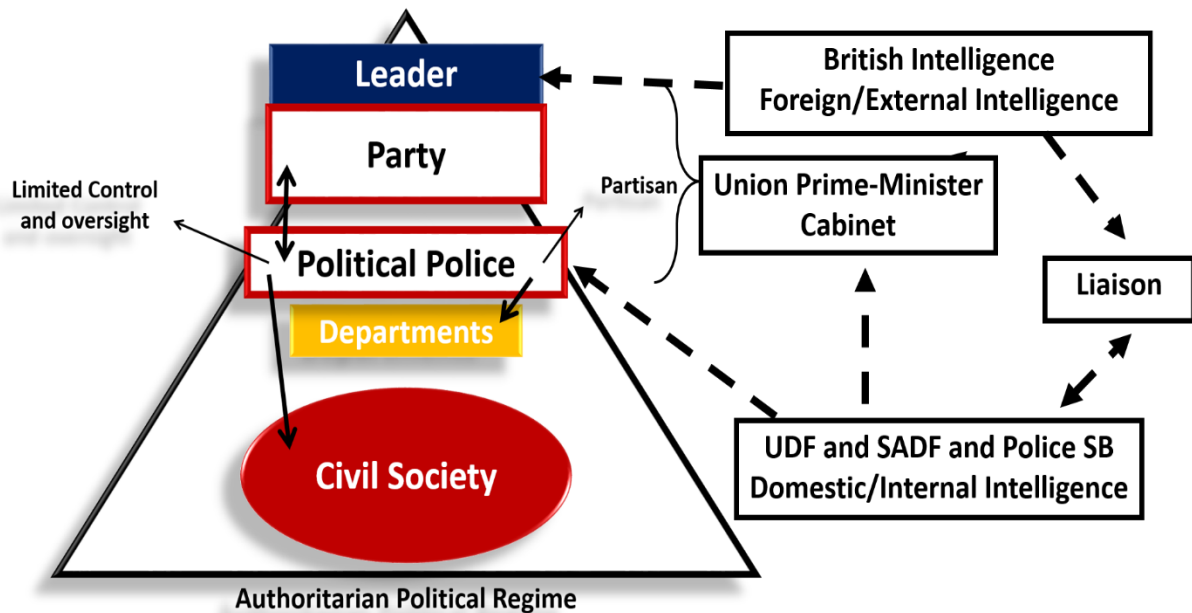 Leader
Party
Limited Control
and oversight
Political Police
Departments
Civil Society
Authoritarian Political Regime
Partisan
British Intelligence
Foreign/External Intelligence
Union Prime-Minister
Cabinet
Liaison
UDF and SADF and Police SB
Domestic/Internal Intelligence